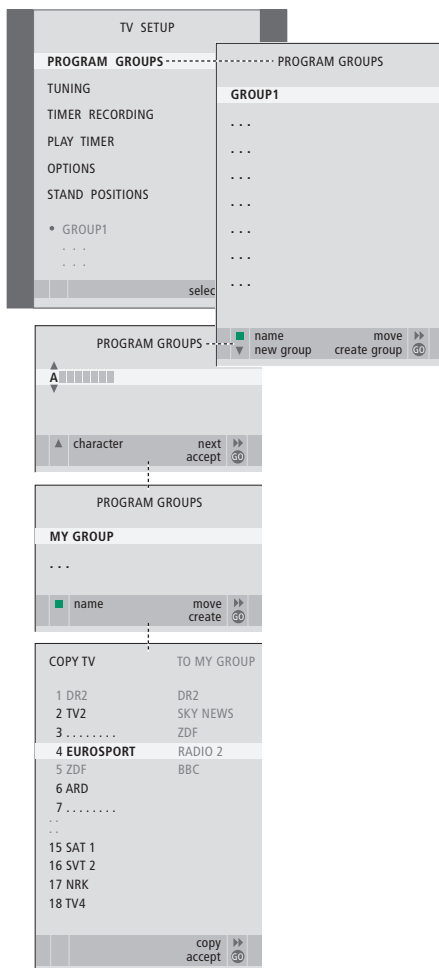 TV SETUP
PROGRAM GROUPS
TUNING
TIMER RECORDING
PLAY TIMER
OPTIONS
STAND POSITIONS
• GROUP1
. . .
. . .
selec
PROGRAM GROUPS
GROUP1
. . .
. . .
. . .
. . .
. . .
. . .
. . .
name move
new group create group GO
PROGRAM GROUPS
A
character next
accept GO
PROGRAM GROUPS
MY GROUP
. . .
name move
create GO
COPY TV TO MY GROUP
1 DR2 DR2
2 TV2 SKY NEWS
3 . . . . . . . . ZDF
4 EUROSPORT RADIO 2
5 ZDF BBC
6 ARD
7 . . . . . . . .
. .
. .
15 SAT 1
16 SVT 2
17 NRK
18 TV4
copy
accept GO